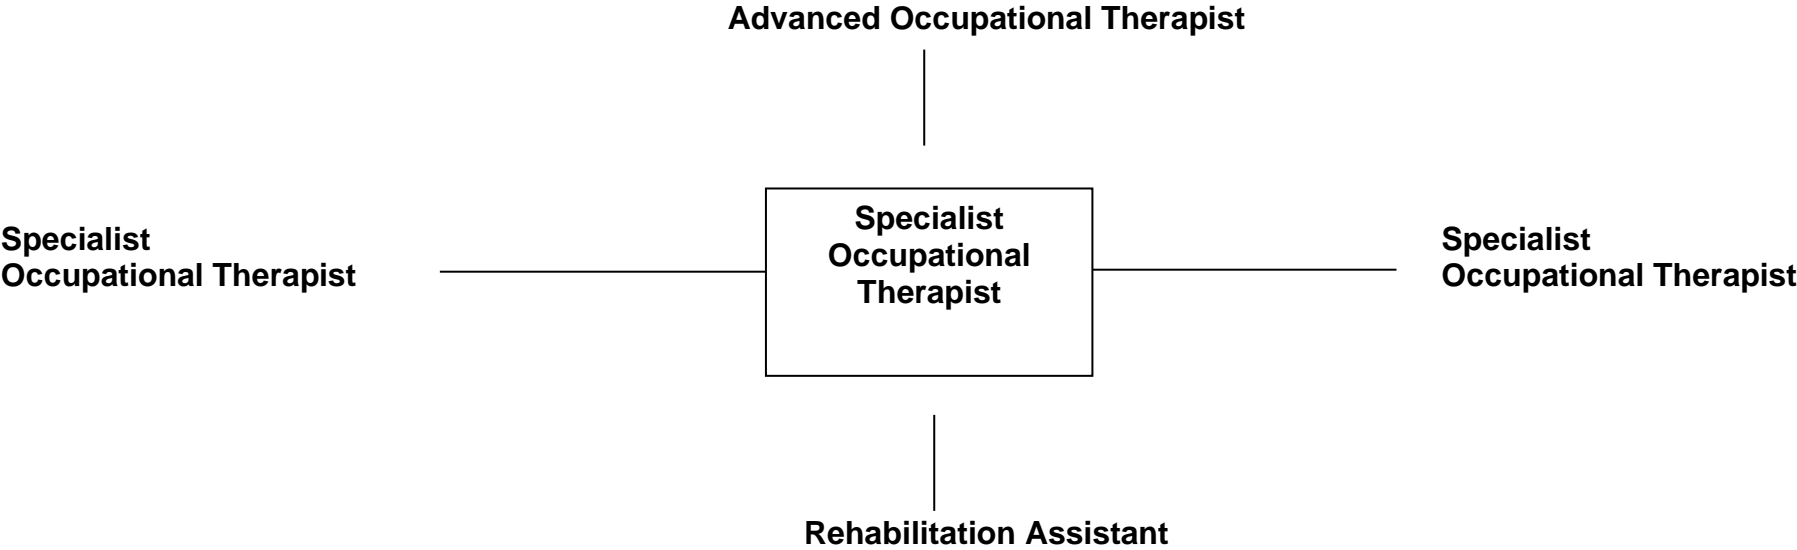 Advanced Occupational Therapist
Specialist
Occupational Therapist
Specialist
Occupational
Therapist
Specialist
Occupational Therapist
Rehabilitation Assistant